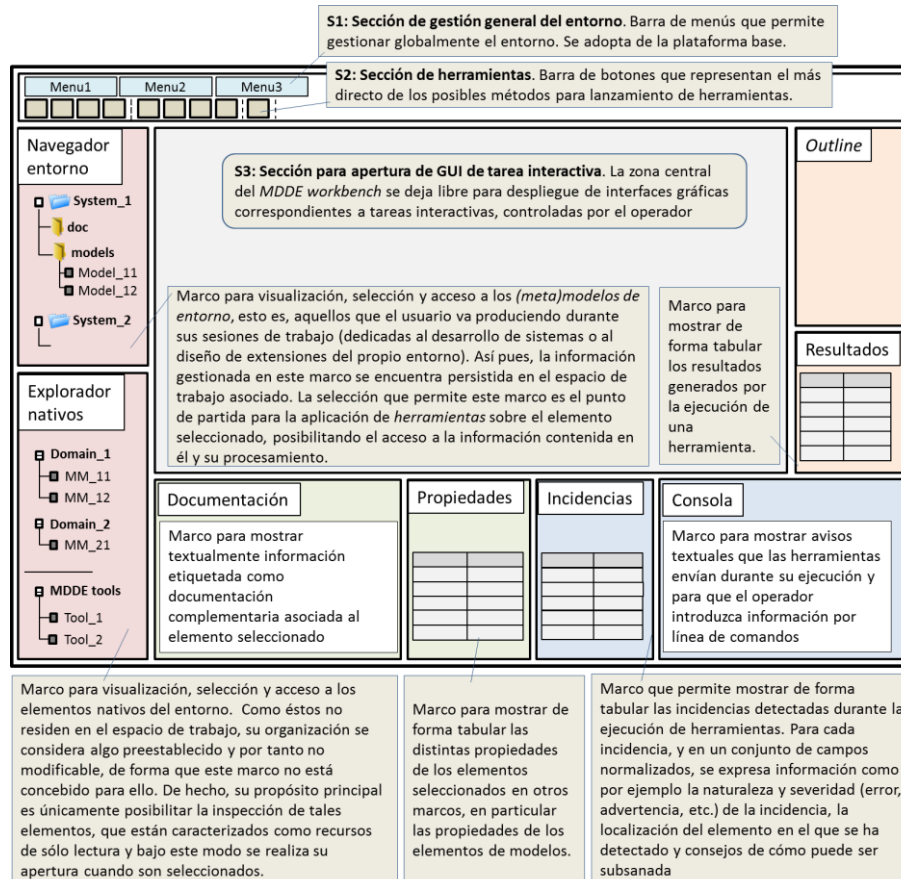 S1: Sección de gestión general del entorno. Barra de menús que permite
gestionar globalmente el entorno. Se adopta de la plataforma base.
S2: Sección de herramientas. Barra de botones que representan el más
directo de los posibles métodos para lanzamiento de herramientas.
Menu1
Menu2
Menu3
Navegador
entorno
System_1
doc
models
Model_11
Model_12
System_2
S3: Sección para apertura de GUI de tarea interactiva. La zona central
del MDDE workbench se deja libre para despliegue de interfaces gráficas
correspondientes a tareas interactivas, controladas por el operador
Outline
Marco para visualización, selección y acceso a los (meta)modelos de
entorno, esto es, aquellos que el usuario va produciendo durante
sus sesiones de trabajo (dedicadas al desarrollo de sistemas o al
diseño de extensiones del propio entorno). Así pues, la información
gestionada en este marco se encuentra persistida en el espacio de
trabajo asociado. La selección que permite este marco es el punto
de partida para la aplicación de herramientas sobre el elemento
seleccionado, posibilitando el acceso a la información contenida en
él y su procesamiento.
Marco para
mostrar de
forma tabular
los resultados
generados por
la ejecución de
una
herramienta.
Resultados
Explorador
nativos
Domain_1
MM_11
MM_12
Domain_2
MM_21
MDDE tools
Tool_1
Tool_2
Documentación
Marco para mostrar
textualmente información
etiquetada como
documentación
complementaria asociada al
elemento seleccionado
Propiedades
Incidencias
Consola
Marco para mostrar avisos
textuales que las herramientas
envían durante su ejecución y
para que el operador
introduzca información por
línea de comandos
Marco para visualización, selección y acceso a los
elementos nativos del entorno. Como éstos no
residen en el espacio de trabajo, su organización se
considera algo preestablecido y por tanto no
modificable, de forma que este marco no está
concebido para ello. De hecho, su propósito principal
es únicamente posibilitar la inspección de tales
elementos, que están caracterizados como recursos
de sólo lectura y bajo este modo se realiza su
apertura cuando son seleccionados.
Marco para mostrar de
forma tabular las
distintas propiedades
de los elementos
seleccionados en otros
marcos, en particular
las propiedades de los
elementos de modelos.
Marco que permite mostrar de forma
tabular las incidencias detectadas durante la
ejecución de herramientas. Para cada
incidencia, y en un conjunto de campos
normalizados, se expresa información como
por ejemplo la naturaleza y severidad (error,
advertencia, etc.) de la incidencia, la
localización del elemento en el que se ha
detectado y consejos de cómo puede ser
subsanada